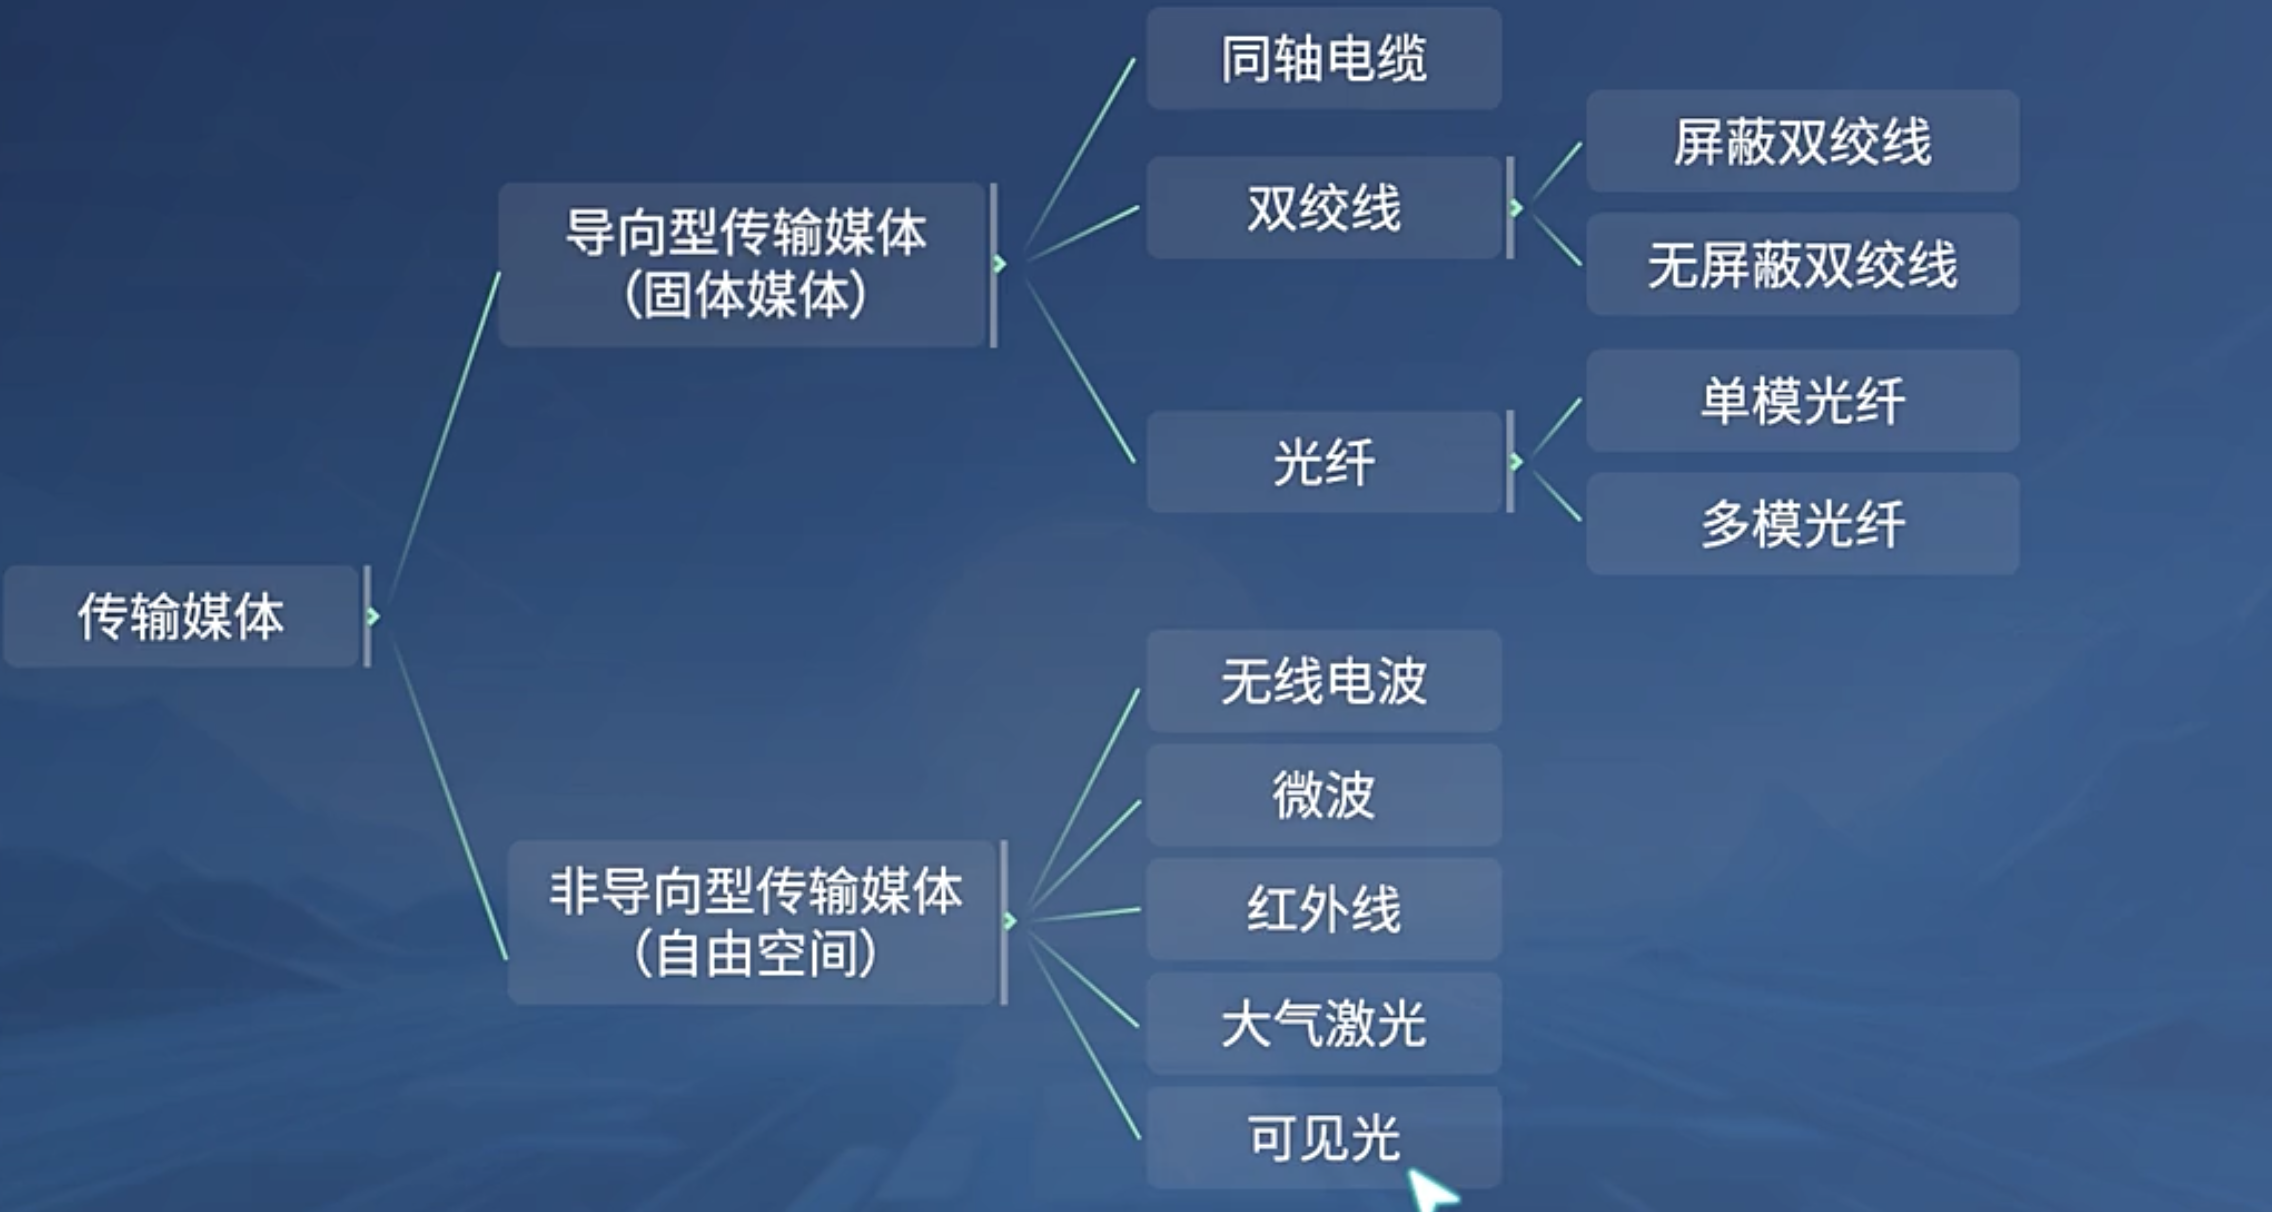 同轴电缆
屏蔽双绞线
双绞线
导向型传输媒体
（固体媒体）
无屏蔽双绞线
单模光纤
光纤
多模光纤
传输媒体
无线电波
微波
非导向型传输媒体
（自由空间）
红外线
大气激光
可见光